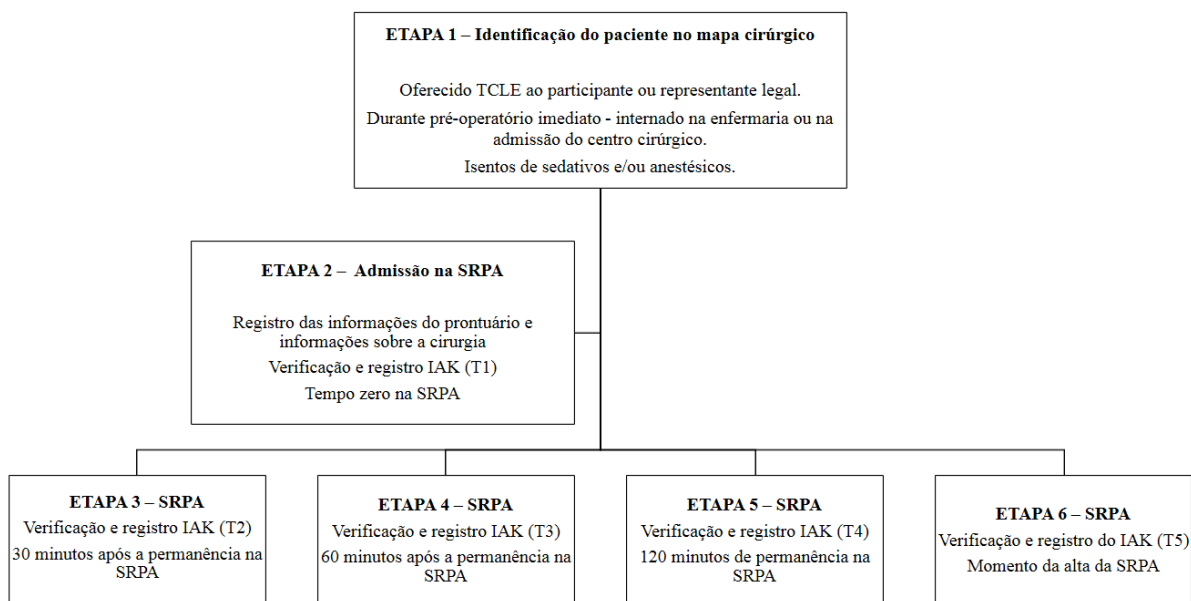 ETAPA 1 – Identificação do paciente no mapa cirúrgico
Oferecido TCLE ao participante ou representante legal.
Durante pré-operatório imediato - internado na enfermaria ou na
admissão do centro cirúrgico.
Isentos de sedativos e/ou anestésicos.
ETAPA 2 – Admissão na SRPA
Registro das informações do prontuário e
informações sobre a cirurgia
Verificação e registro IAK (T1)
Tempo zero na SRPA
ETAPA 3 – SRPA
Verificação e registro IAK (T2)
30 minutos após a permanência na
SRPA
ETAPA 4 – SRPA
Verificação e registro IAK (T3)
60 minutos após a permanência na
SRPA
ETAPA 5 – SRPA
Verificação e registro IAK (T4)
120 minutos de permanência na
SRPA
ETAPA 6 – SRPA
Verificação e registro do IAK (T5)
Momento da alta da SRPA